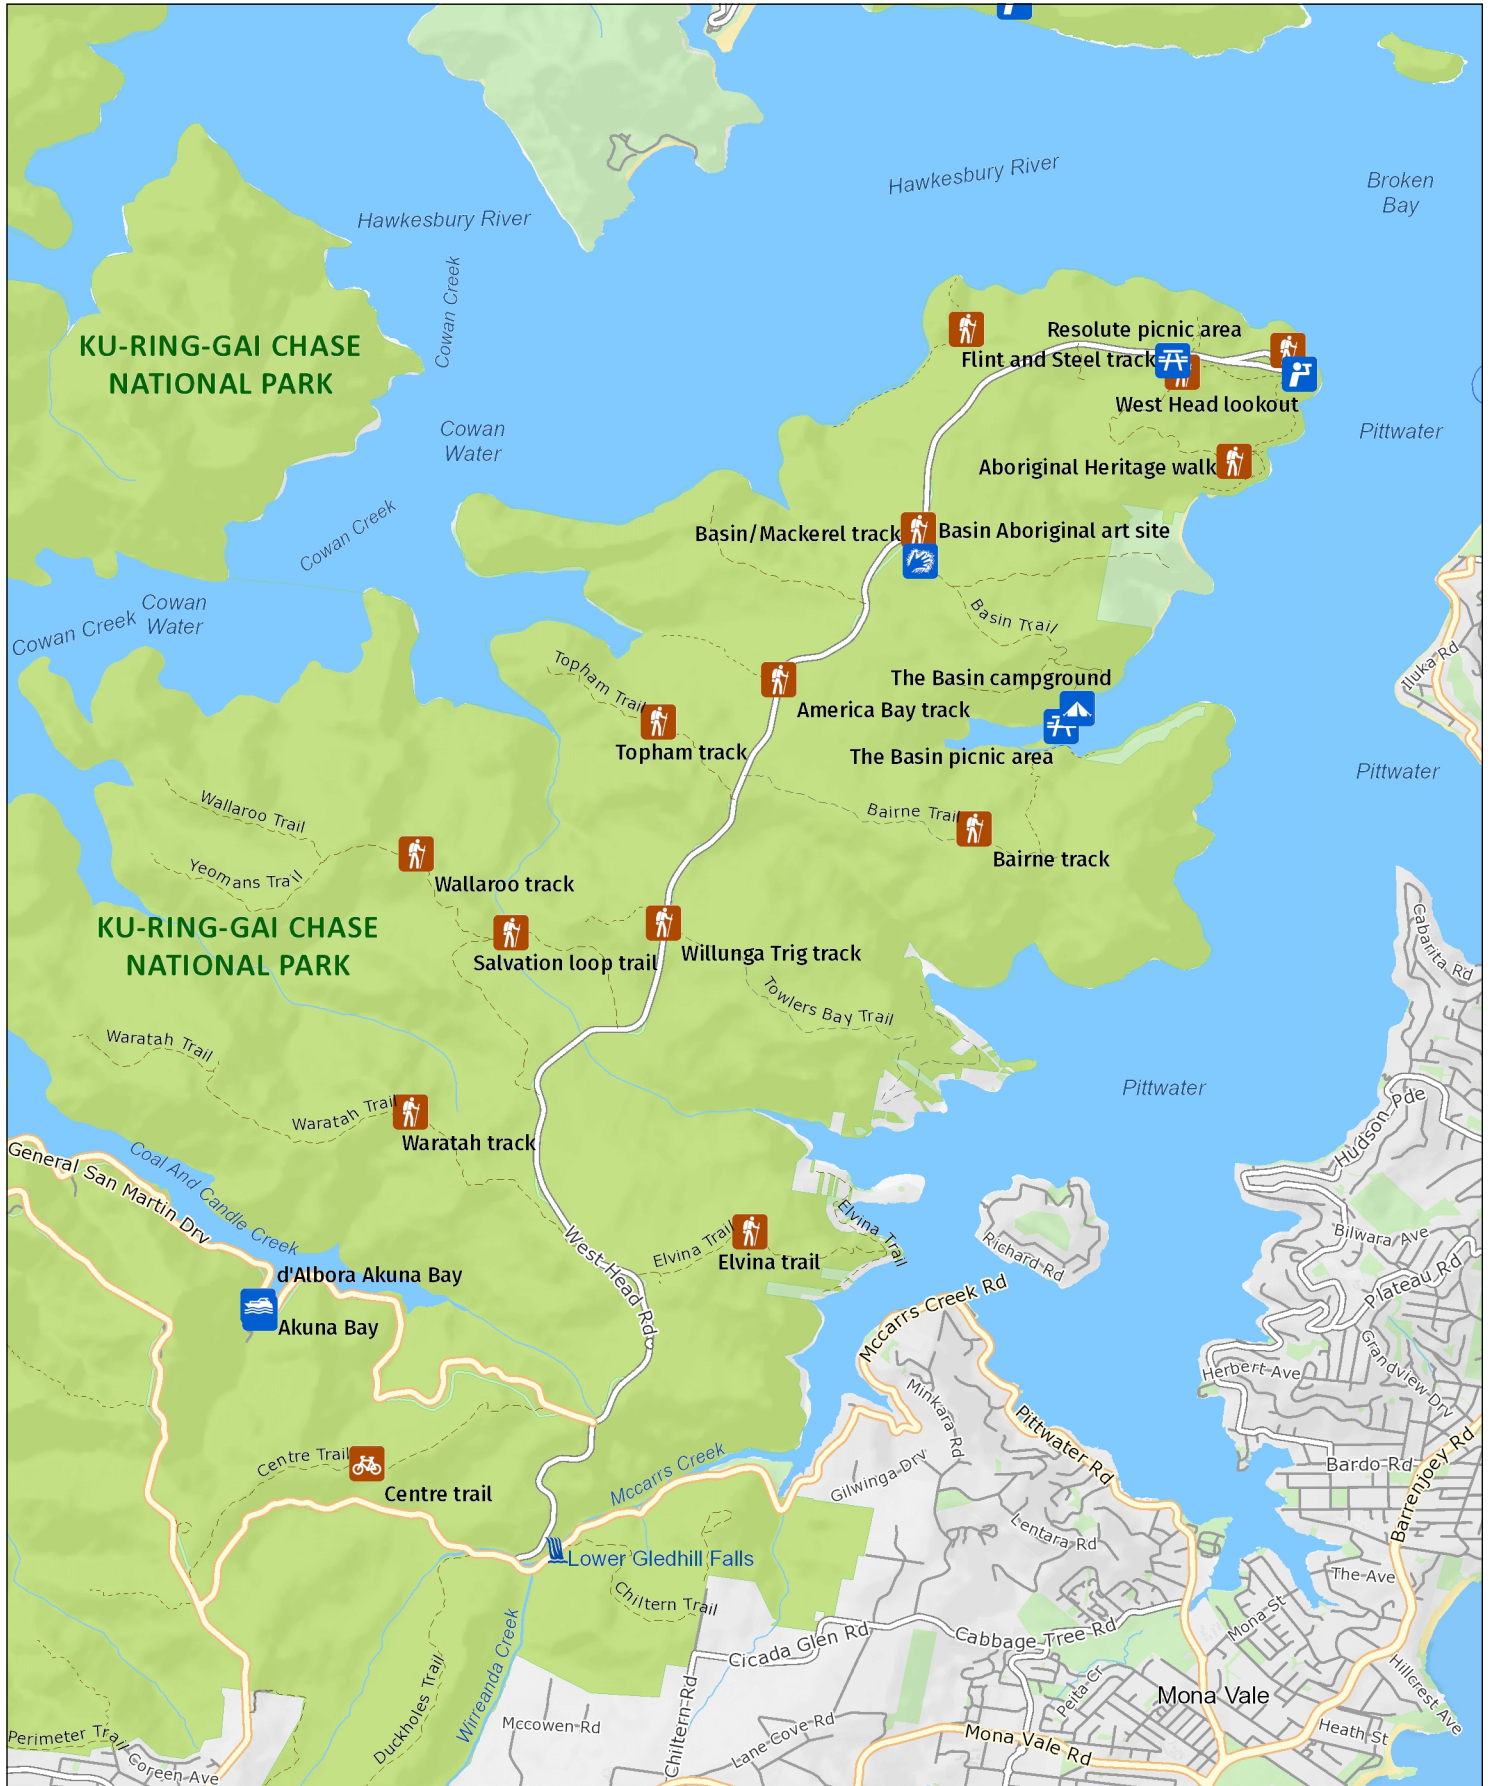 Hawkesbury River
Broken
Bay
Hawkesbury River
Cowan Creek
KU-RING-GAI CHASE
NATIONAL PARK
Resolute picnic area
Flint and Steel track
West Head lookout
Cowan
Water
Pittwater
Aboriginal Heritage walk
Cowan Creek
Basin/Mackerel track
Basin Aboriginal art site
Cowan
Water
Cowan Creek
Basin Trail
Iluka Rd
Topham Trail
The Basin campground
America Bay track
Topham track
The Basin picnic area
Pittwater
Wallaroo Trail
Bairne Trail
Bairne track
Yeomans Trail
Wallaroo track
KU-RING-GAI CHASE
NATIONAL PARK
Salvation loop trail
Willunga Trig track
Cabarita Rd
Towlers Bay Trail
Waratah Trail
Pittwater
Waratah Trail
Waratah track
Hudson Pde
General San Martin Drv
Coal And Candle Creek
Elvina Trail
Elvina Trail
Elvina trail
West Head Rd
Richard Rd
Bilwara Ave
Plateau Rd
d'Albora Akuna Bay
Akuna Bay
Mccarrs Creek Rd
Herbert Ave
Grandview Drv
Minkara Rd
Pittwater Rd
Centre Trail
Centre trail
Mccarrs Creek
Gilwinga Drv
Bardo Rd
Barrenjoey Rd
Lentara Rd
Lower Gledhill Falls
The Ave
Chiltern Trail
Mona St
Cicada Glen Rd
Cabbage Tree Rd
Wirreanda Creek
Duckholes Trail
Peita Cr
Hillcrest Ave
Mona Vale
Chiltern Rd
Mccowen Rd
Lane Cove Rd
Mona Vale Rd
Heath St
Perimeter Trail
Coreen Ave